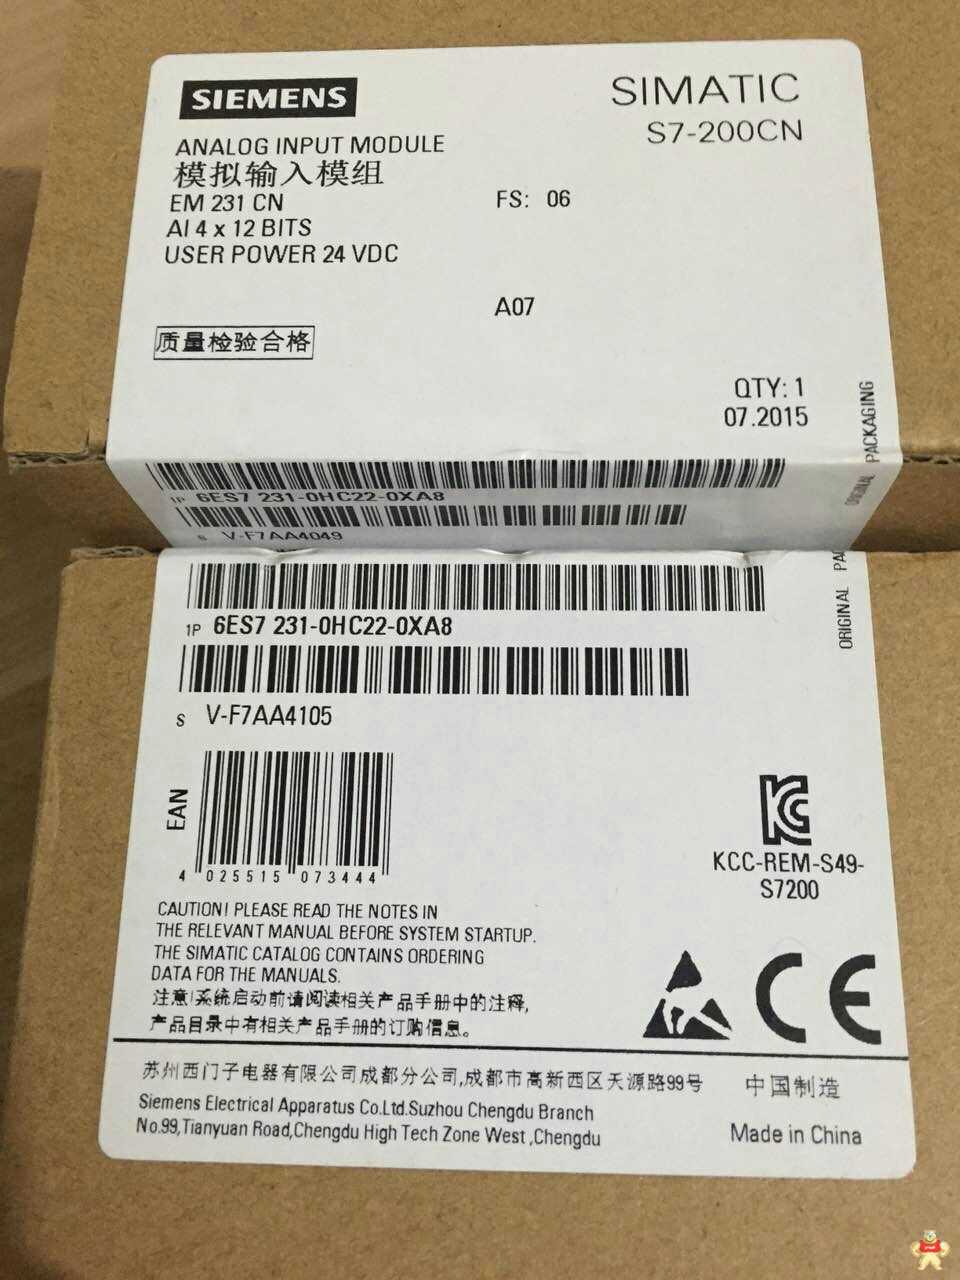 SIEMENS
SIMATIC
S7-200CN
ANALOG INPUT MODULE
模拟输入模组
EM 231 CN
FS: 06
AI 4 x 12 BITS
USER POWER 24 VDC
A07
质量检验合格
QTY: 1
07.2015
ORIGINAL PACKAGING
1P 6ES7 231-0HC22-0XA8
S V-F7AA4049
ORIGINAL PA
1P 6ES7 231-0HC22-0XA8
S V-F7AA4105
EAN
4 025515 073444
KCC-REM-S49-
S7200
CAUTION! PLEASE READ THE NOTES IN
THE RELEVANT MANUAL BEFORE SYSTEM STARTUP.
THE SIMATIC CATALOG CONTAINS ORDERING
DATA FOR THE MANUALS.
注意!系统启动前请阅读相关产品手册中的注释,
产品目录中有相关产品手册的订购信息。
CE
苏州西门子电器有限公司成都分公司,成都市高新西区天源路99号
中国制造
Siemens Electrical Apparatus Co.Ltd.Suzhou Chengdu Branch
No.99,Tianyuan Road,Chengdu High Tech Zone West ,Chengdu
Made in China